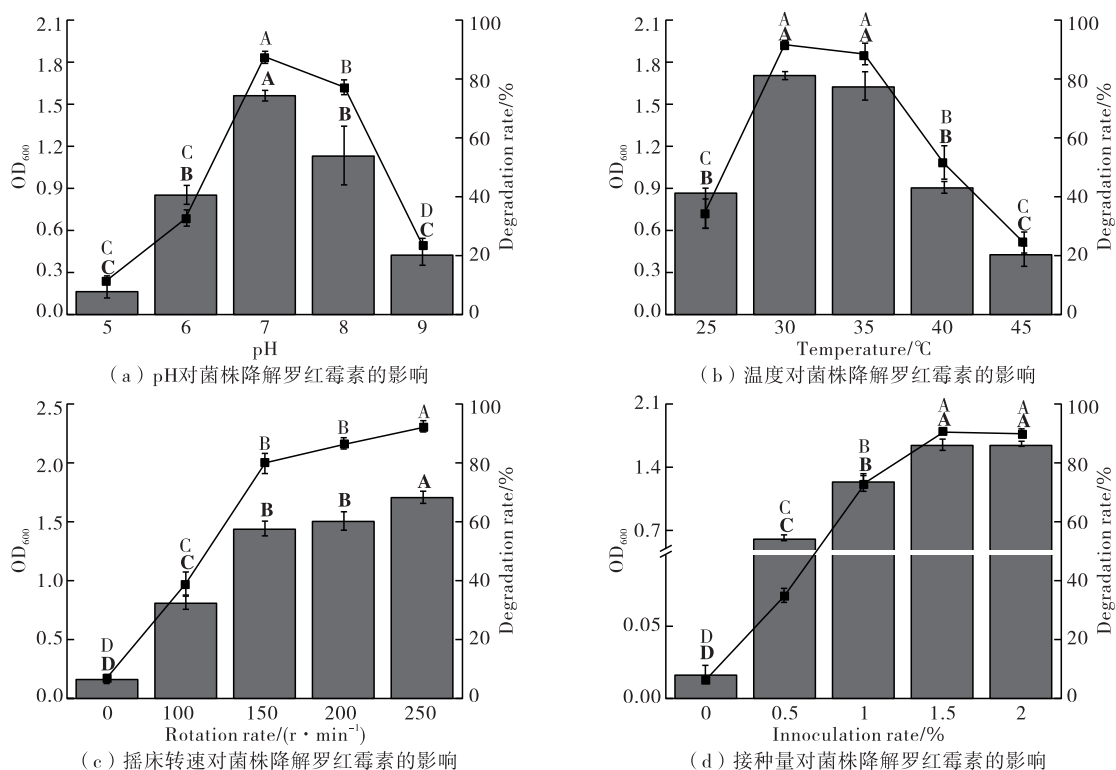 2.1
1.8
1.5
1.2
0.9
0.6
0.3
0.0
OD600
100
80
60
40
20
0
Degradation rate/%
C
C
C
B
A
A
B
B
D
C
5 6 7 8 9
pH
（a）pH对菌株降解罗红霉素的影响
2.1
1.8
1.5
1.2
0.9
0.6
0.3
0.0
OD600
100
80
60
40
20
0
Degradation rate/%
C
B
A
A
A
A
B
B
C
C
25 30 35 40 45
Temperature/℃
（b）温度对菌株降解罗红霉素的影响
2.5
2.0
1.5
1.0
0.5
0.0
OD600
100
80
60
40
20
0
Degradation rate/%
D
D
C
C
B
B
B
B
A
A
0 100 150 200 250
Rotation rate/(r·min⁻¹)
（c）摇床转速对菌株降解罗红霉素的影响
2.1
1.4
0.7
0.05
0.00
OD600
100
80
60
40
20
0
Degradation rate/%
D
D
C
C
B
B
A
A
A
A
0 0.5 1 1.5 2
Innoculation rate/%
（d）接种量对菌株降解罗红霉素的影响